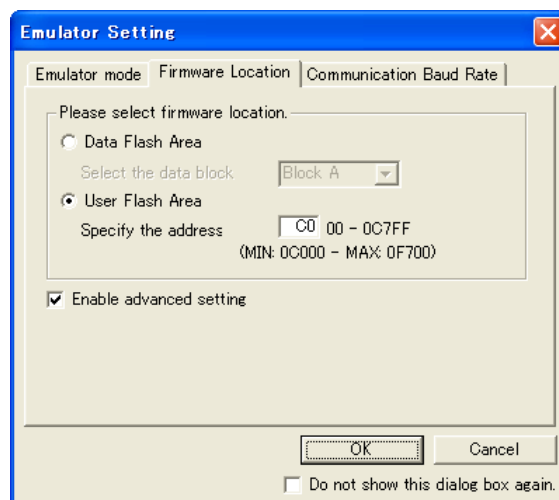 Emulator Setting
Emulator mode Firmware Location Communication Baud Rate
Please select firmware location.
Data Flash Area
Select the data block Block A
User Flash Area
Specify the address C0 00 - 0C7FF
(MIN: 0C000 - MAX: 0F700)
Enable advanced setting
OK Cancel
Do not show this dialog box again.